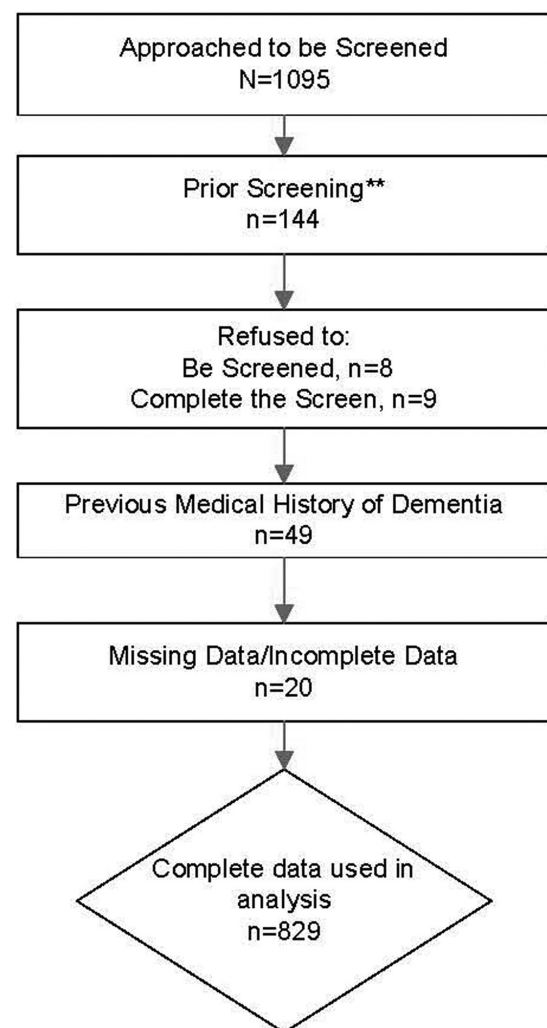 Approached to be Screened
N=1095
Prior Screening**
n=144
Refused to:
Be Screened, n=8
Complete the Screen, n=9
Previous Medical History of Dementia
n=49
Missing Data/Incomplete Data
n=20
Complete data used in
analysis
n=829